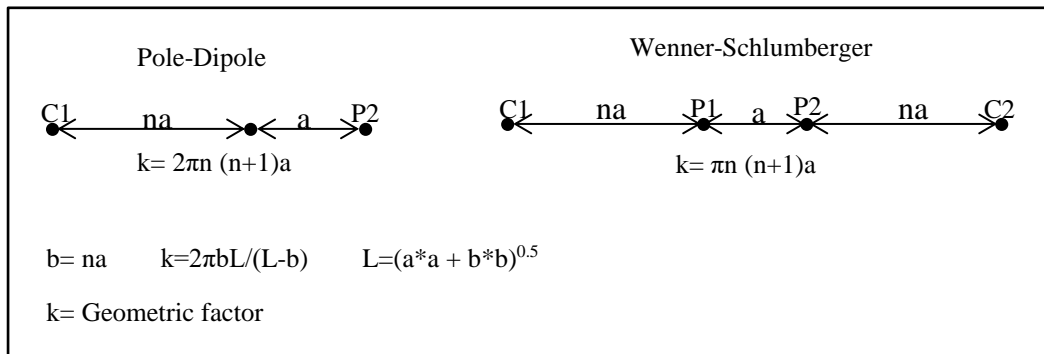 Pole-Dipole
C1 na a P2
k= 2πn (n+1)a
Wenner-Schlumberger
C1 na P1 a P2 na C2
k= πn (n+1)a
b= na k=2πbL/(L-b) L=(a*a + b*b)^0.5
k= Geometric factor